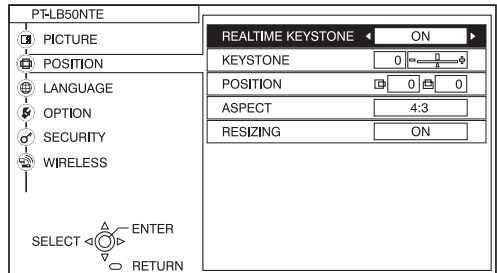 PT-LB50NTE
PICTURE
POSITION
LANGUAGE
OPTION
SECURITY
WIRELESS
SELECT
ENTER
RETURN
REALTIME KEYSTONE ON
KEYSTONE 0
POSITION 0 0
ASPECT 4:3
RESIZING ON